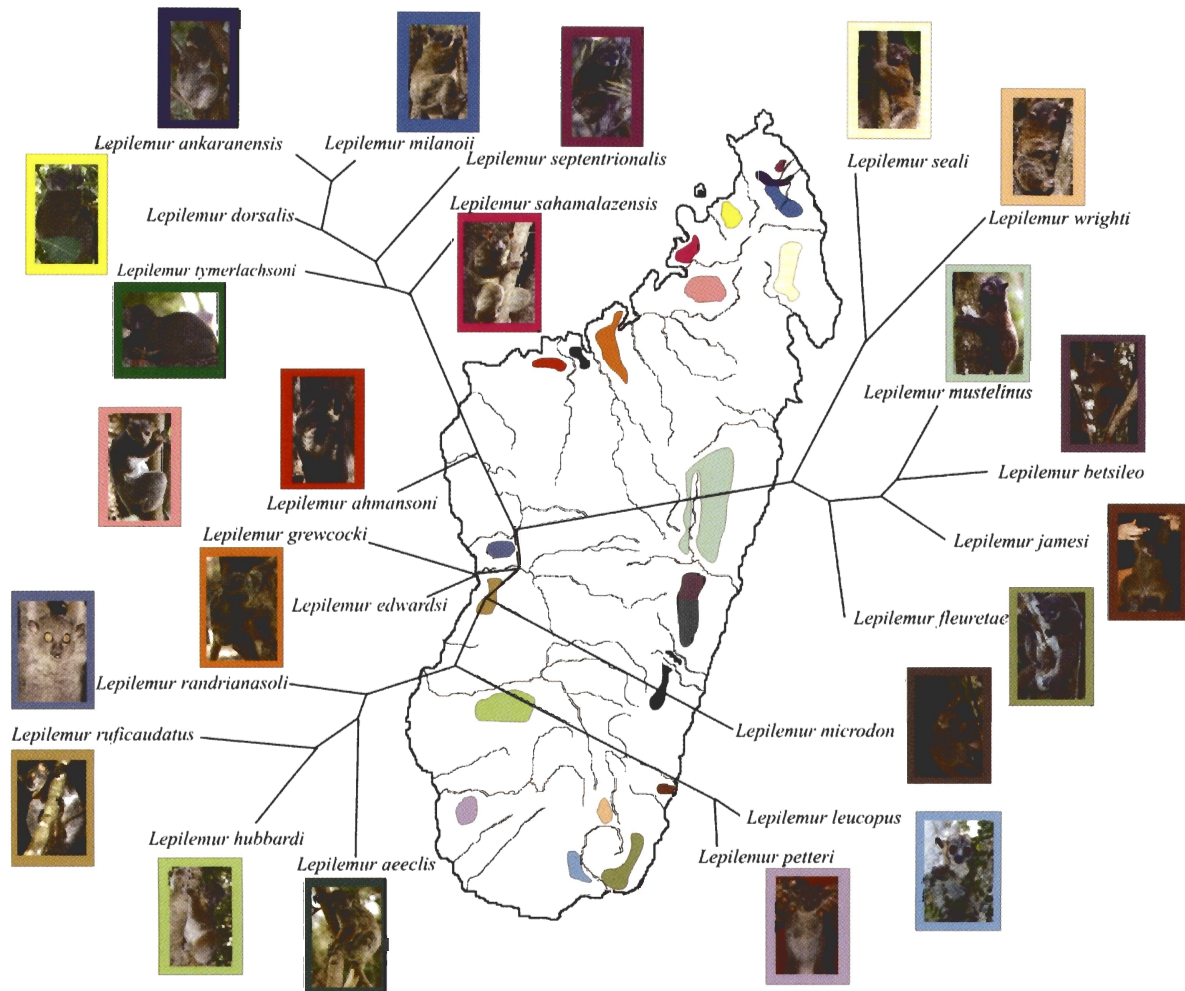 Lepilemur ankaranensis
Lepilemur milanoii
Lepilemur septentrionalis
Lepilemur seali
Lepilemur dorsalis
Lepilemur sahamalazensis
Lepilemur wrighti
Lepilemur tymerlachsoni
Lepilemur mustelinus
Lepilemur betsileo
Lepilemur ahmansoni
Lepilemur grewcocki
Lepilemur jamesi
Lepilemur edwardsi
Lepilemur fleuretae
Lepilemur randrianasoli
Lepilemur ruficaudatus
Lepilemur microdon
Lepilemur leucopus
Lepilemur hubbardi
Lepilemur aeeclis
Lepilemur petteri